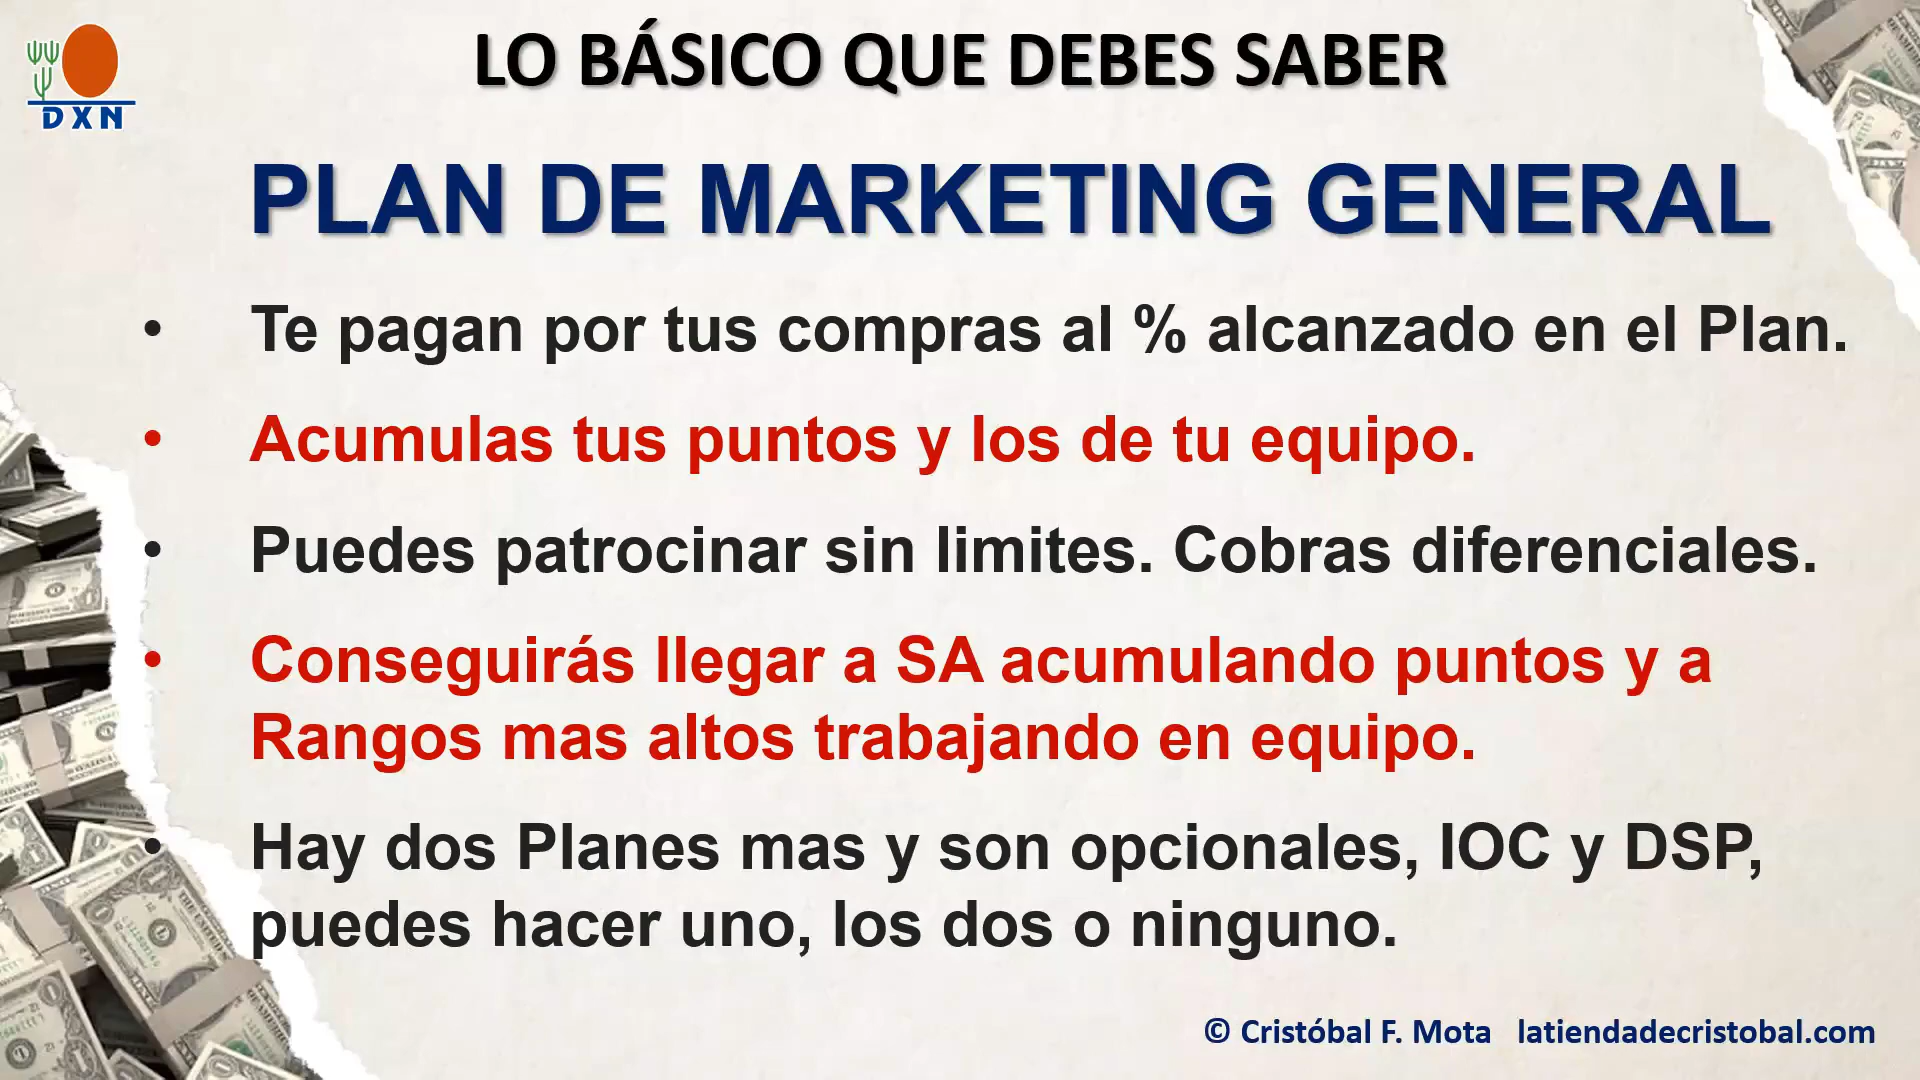 LO BÁSICO QUE DEBES SABER
DXN
PLAN DE MARKETING GENERAL
• Te pagan por tus compras al % alcanzado en el Plan.
• Acumulas tus puntos y los de tu equipo.
• Puedes patrocinar sin limites. Cobras diferenciales.
• Conseguirás llegar a SA acumulando puntos y a
Rangos mas altos trabajando en equipo.
• Hay dos Planes mas y son opcionales, IOC y DSP,
puedes hacer uno, los dos o ninguno.
© Cristóbal F. Mota latiendadecristobal.com